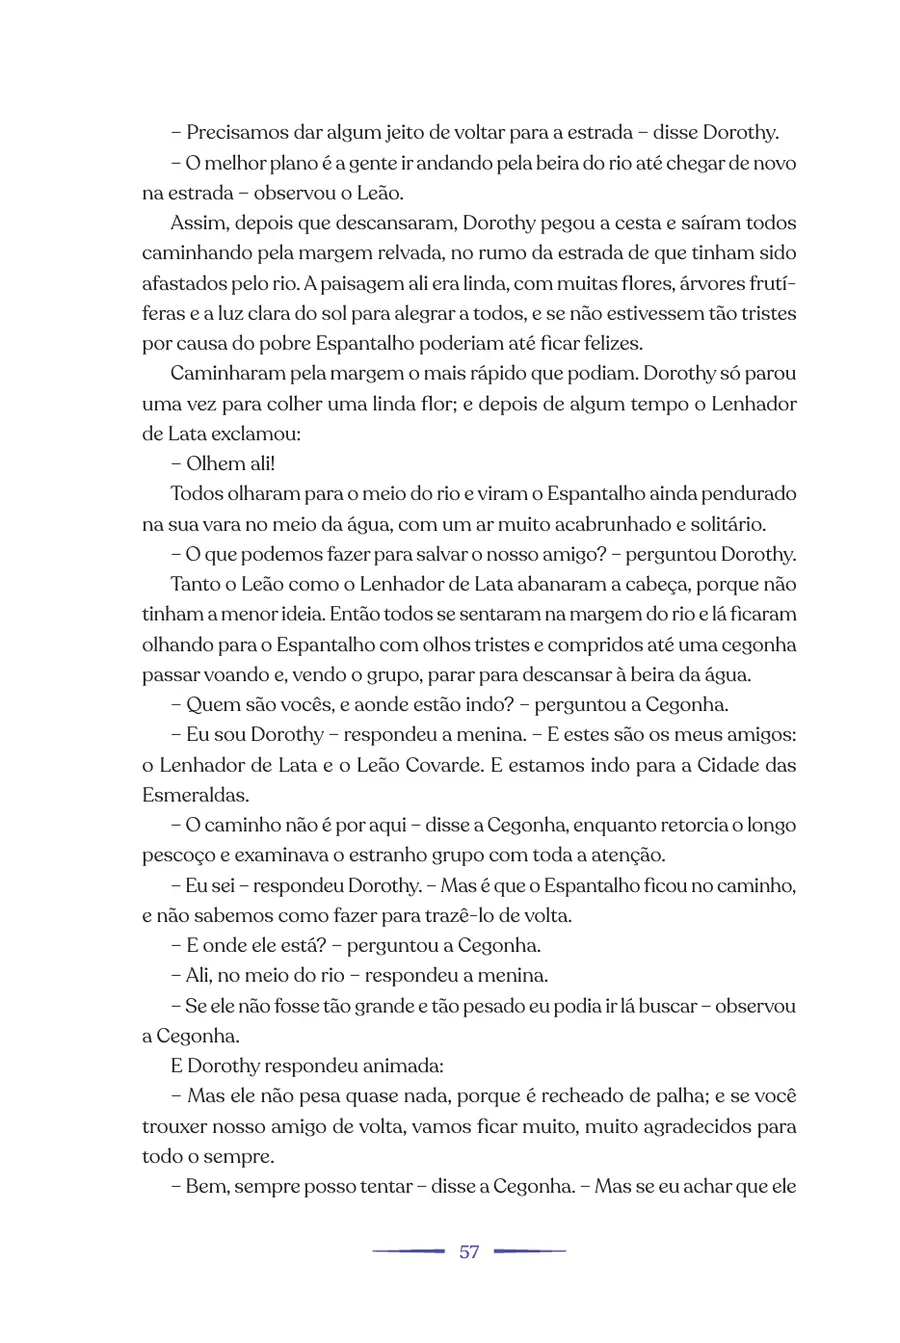 – Precisamos dar algum jeito de voltar para a estrada – disse Dorothy.
– O melhor plano é a gente ir andando pela beira do rio até chegar de novo
na estrada – observou o Leão.
Assim, depois que descansaram, Dorothy pegou a cesta e saíram todos
caminhando pela margem relvada, no rumo da estrada de que tinham sido
afastados pelo rio. A paisagem ali era linda, com muitas flores, árvores frutí-
feras e a luz clara do sol para alegrar a todos, e se não estivessem tão tristes
por causa do pobre Espantalho poderiam até ficar felizes.
Caminharam pela margem o mais rápido que podiam. Dorothy só parou
uma vez para colher uma linda flor; e depois de algum tempo o Lenhador
de Lata exclamou:
– Olhem ali!
Todos olharam para o meio do rio e viram o Espantalho ainda pendurado
na sua vara no meio da água, com um ar muito acabrunhado e solitário.
– O que podemos fazer para salvar o nosso amigo? – perguntou Dorothy.
Tanto o Leão como o Lenhador de Lata abanaram a cabeça, porque não
tinham a menor ideia. Então todos se sentaram na margem do rio e lá ficaram
olhando para o Espantalho com olhos tristes e compridos até uma cegonha
passar voando e, vendo o grupo, parar para descansar à beira da água.
– Quem são vocês, e aonde estão indo? – perguntou a Cegonha.
– Eu sou Dorothy – respondeu a menina. – E estes são os meus amigos:
o Lenhador de Lata e o Leão Covarde. E estamos indo para a Cidade das
Esmeraldas.
– O caminho não é por aqui – disse a Cegonha, enquanto retorcia o longo
pescoço e examinava o estranho grupo com toda a atenção.
– Eu sei – respondeu Dorothy. – Mas é que o Espantalho ficou no caminho,
e não sabemos como fazer para trazê-lo de volta.
– E onde ele está? – perguntou a Cegonha.
– Ali, no meio do rio – respondeu a menina.
– Se ele não fosse tão grande e tão pesado eu podia ir lá buscar – observou
a Cegonha.
E Dorothy respondeu animada:
– Mas ele não pesa quase nada, porque é recheado de palha; e se você
trouxer nosso amigo de volta, vamos ficar muito, muito agradecidos para
todo o sempre.
– Bem, sempre posso tentar – disse a Cegonha. – Mas se eu achar que ele
57